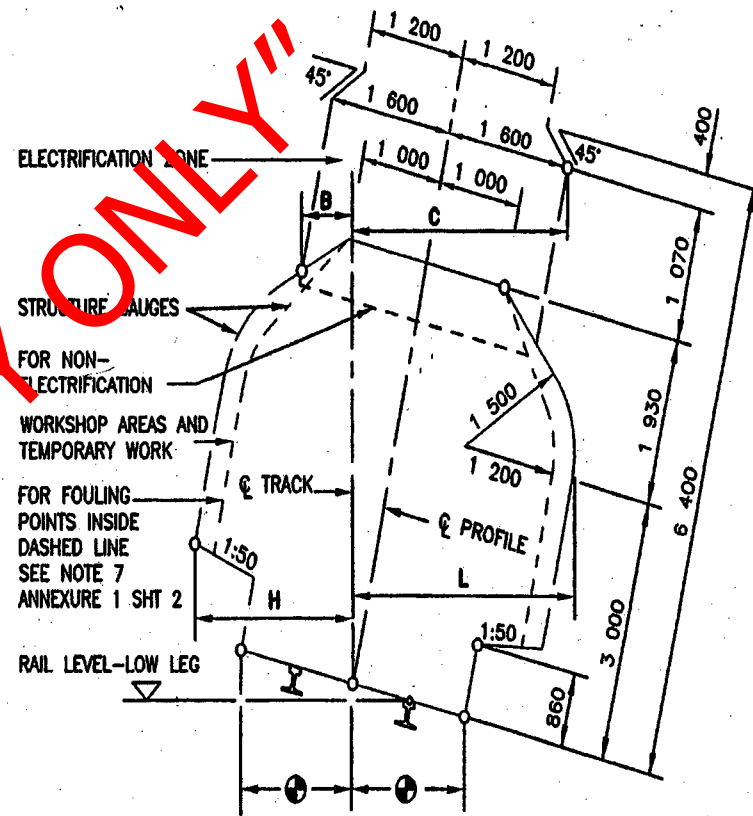 1 200
1 200
45°
1 600
1 600
45°
400
ELECTRIFICATION ZONE
1 000
1 000
B
C
ONLY"
1 070
STRUCTURE GAUGES
FOR NON-
ELECTRIFICATION
1 500
1 930
WORKSHOP AREAS AND
TEMPORARY WORK
1 200
6 400
℄ TRACK
FOR FOULING
POINTS INSIDE
DASHED LINE
SEE NOTE 7
ANNEXURE 1 SHT 2
℄ PROFILE
1:50
H
L
1:50
3 000
RAIL LEVEL-LOW LEG
860